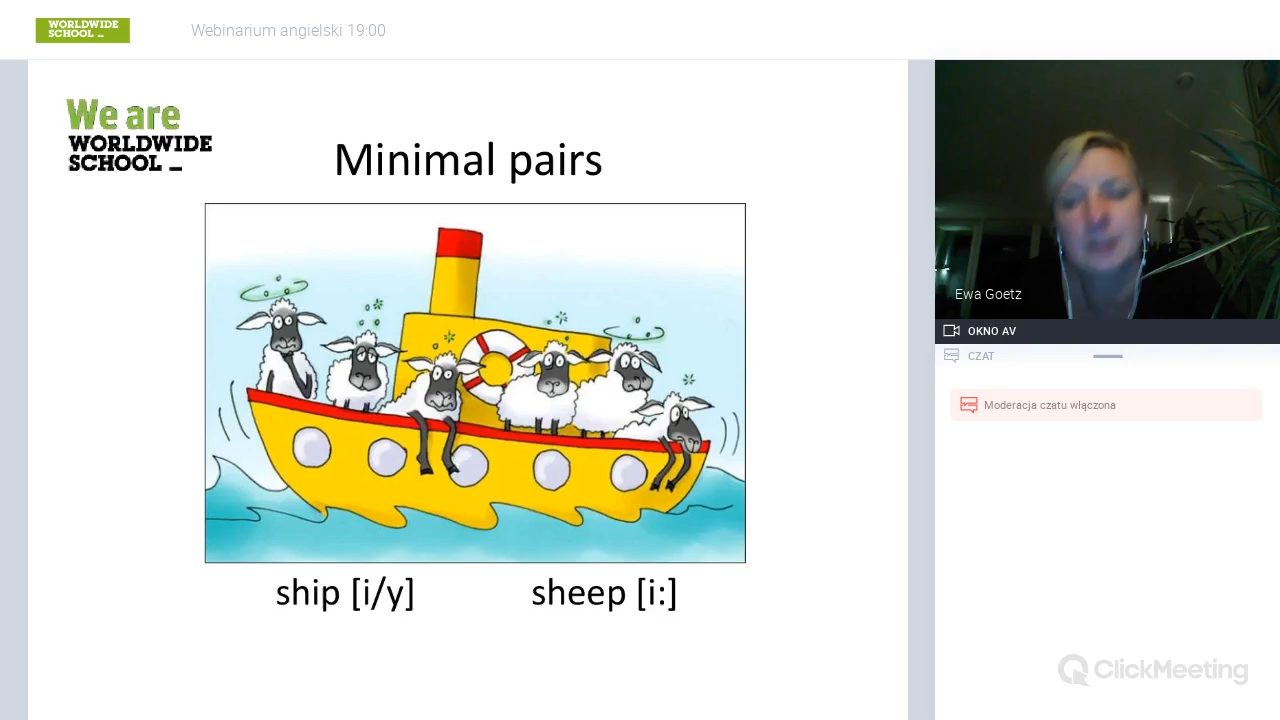 WORLDWIDE
SCHOOL _
Webinarium angielski 19:00
We are
WORLDWIDE
SCHOOL _
Minimal pairs
ship [i/y] sheep [i:]
Ewa Goetz
OKNO AV
CZAT
Moderacja czatu włączona
ClickMeeting